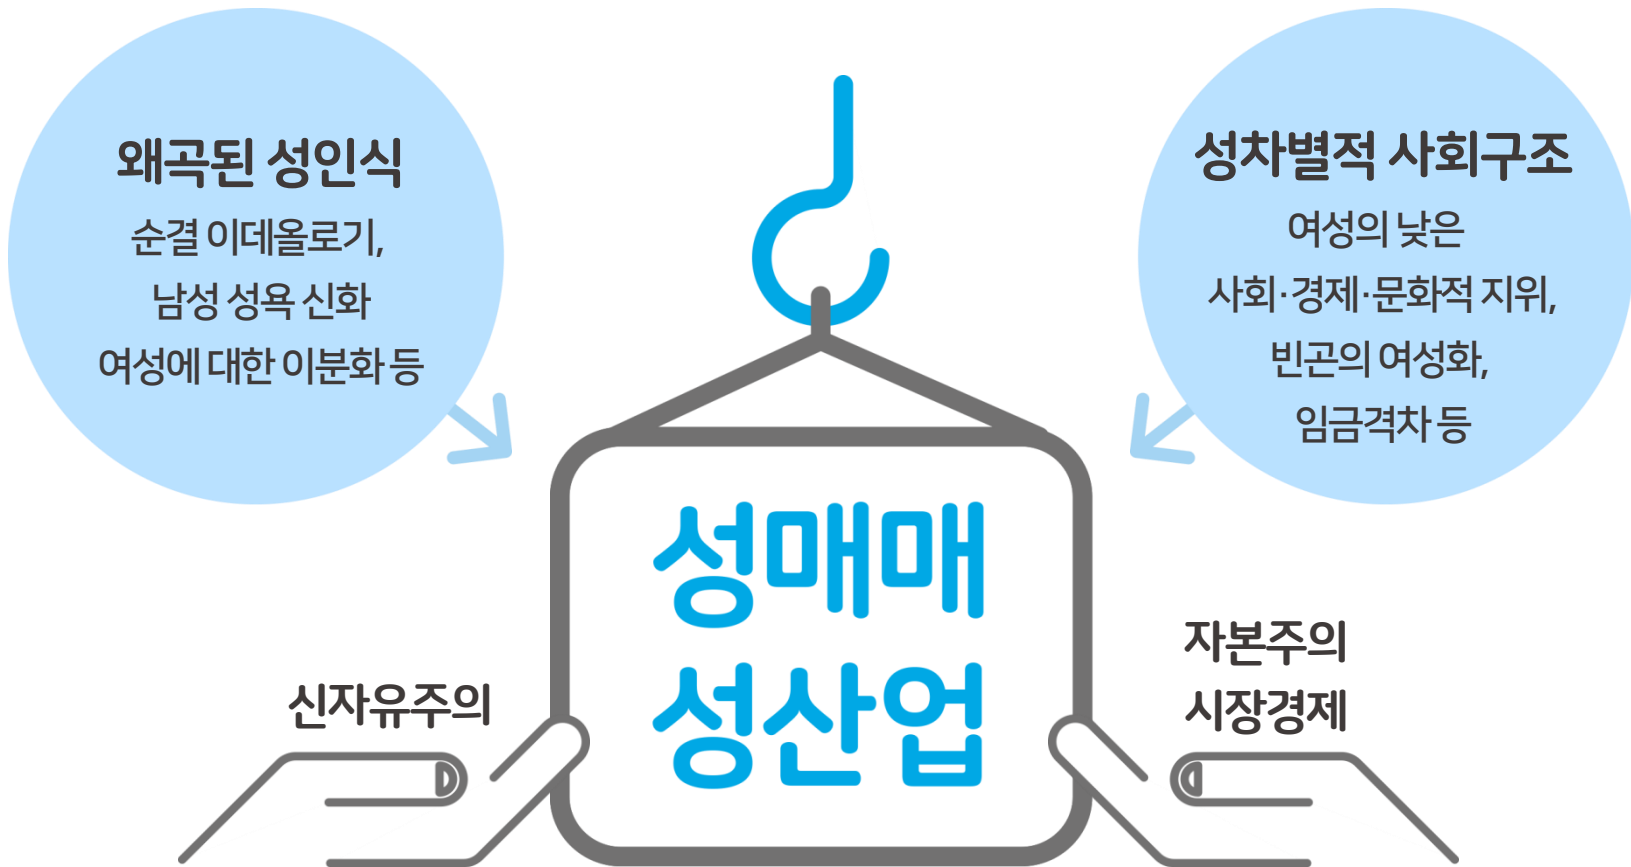 왜곡된 성인식
순결 이데올로기,
남성 성욕 신화
여성에 대한 이분화 등
성차별적 사회구조
여성의 낮은
사회·경제·문화적 지위,
빈곤의 여성화,
임금격차 등
성매매
성산업
신자유주의
자본주의
시장경제